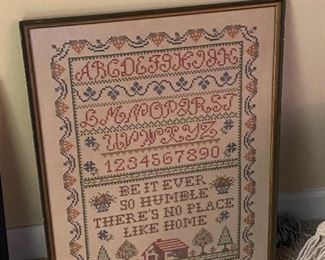 ABCDEFGHIJK
LMNOPQRST
UVWXYZ
1234567890
BE IT EVER
SO HUMBLE
THERE'S NO PLACE
LIKE HOME